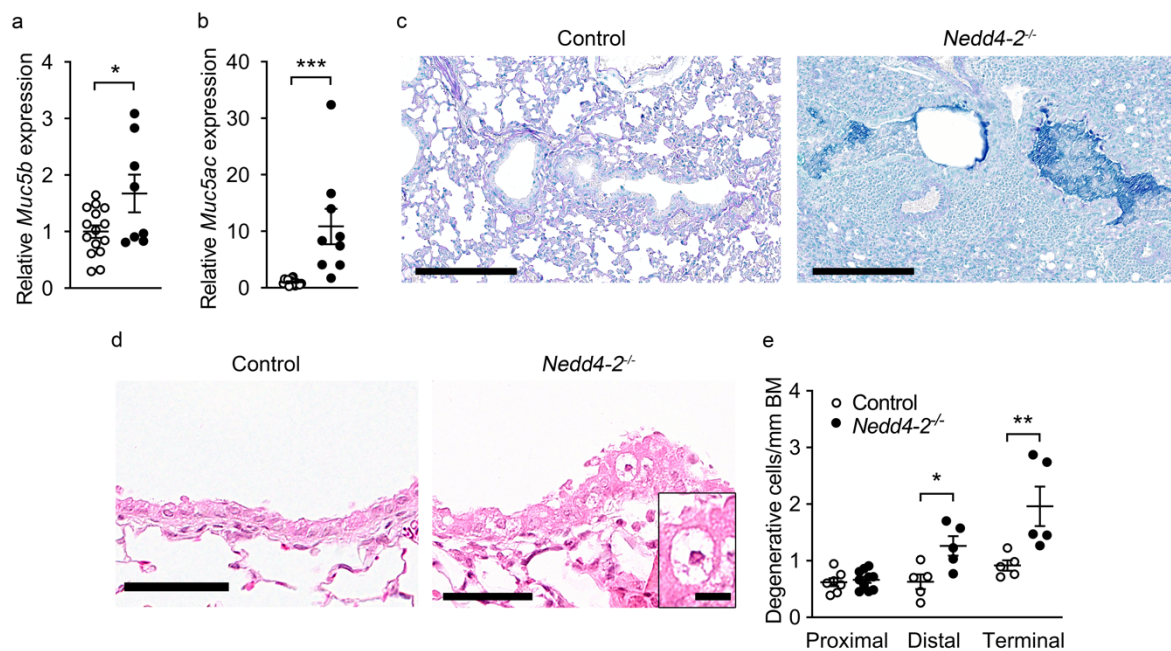 a
Relative Muc5b expression
4
3
2
1
0
*
b
Relative Muc5ac expression
40
30
20
10
0
***
c
Control
Nedd4-2-/-
d
Control
Nedd4-2-/-
e
Degenerative cells/mm BM
4
3
2
1
0
Control
Nedd4-2-/-
*
**
Proximal Distal Terminal